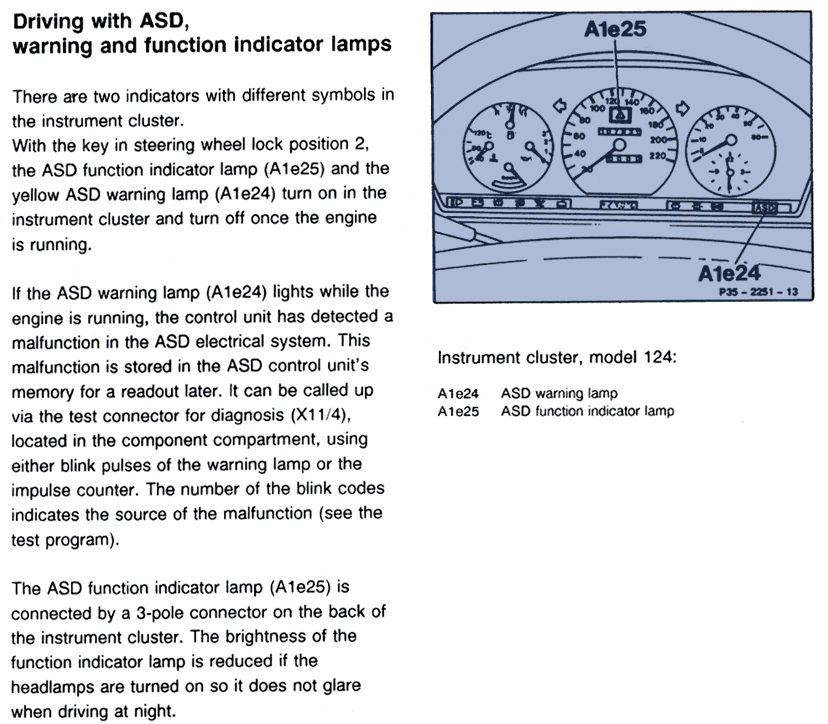 Driving with ASD,
warning and function indicator lamps
There are two indicators with different symbols in
the instrument cluster.
With the key in steering wheel lock position 2,
the ASD function indicator lamp (A1e25) and the
yellow ASD warning lamp (A1e24) turn on in the
instrument cluster and turn off once the engine
is running.
If the ASD warning lamp (A1e24) lights while the
engine is running, the control unit has detected a
malfunction in the ASD electrical system. This
malfunction is stored in the ASD control unit's
memory for a readout later. It can be called up
via the test connector for diagnosis (X11/4),
located in the component compartment, using
either blink pulses of the warning lamp or the
impulse counter. The number of the blink codes
indicates the source of the malfunction (see the
test program).
The ASD function indicator lamp (A1e25) is
connected by a 3-pole connector on the back of
the instrument cluster. The brightness of the
function indicator lamp is reduced if the
headlamps are turned on so it does not glare
when driving at night.
A1e25
20
40
60
80
100
120
140
160
180
200
220
ASD
A1e24
P35 - 2251 - 13
Instrument cluster, model 124:
A1e24 ASD warning lamp
A1e25 ASD function indicator lamp